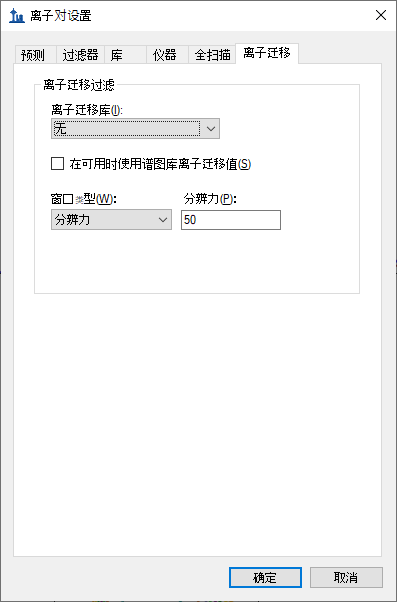 离子对设置
预测 过滤器 库 仪器 全扫描 离子迁移
离子迁移过滤
离子迁移库(I):
无
在可用时使用谱图库离子迁移值(S)
窗口类型(W): 分辨力(P):
分辨力 50
确定 取消